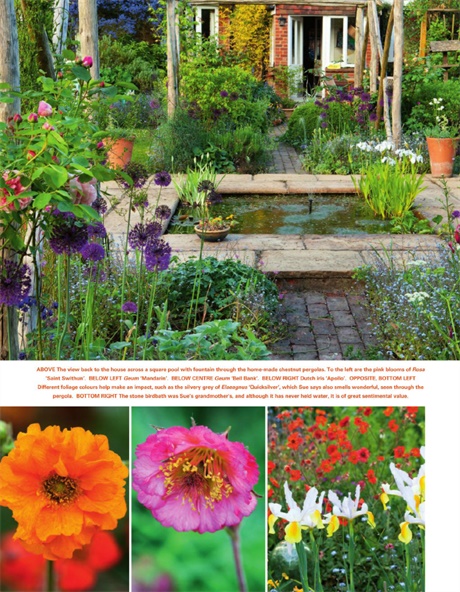 ABOVE The view back to the house across a square pool with fountain through the home-made chestnut pergolas. To the left are the pink blooms of Rosa
'Saint Swithun'  BELOW LEFT Geum 'Mandarin'  BELOW CENTRE Geum 'Bell Bank'.  BELOW RIGHT Dutch iris 'Apollo'  OPPOSITE. BOTTOM LEFT
Different foliage colours help to make an impact, such as the silvery grey of Elaeagnus 'Quicksilver', which Sue says also smells wonderful, seen through the
pergola.  BOTTOM RIGHT The stone birdbath was Sue's grandmother's, and although it has never held water, it is of great sentimental value.